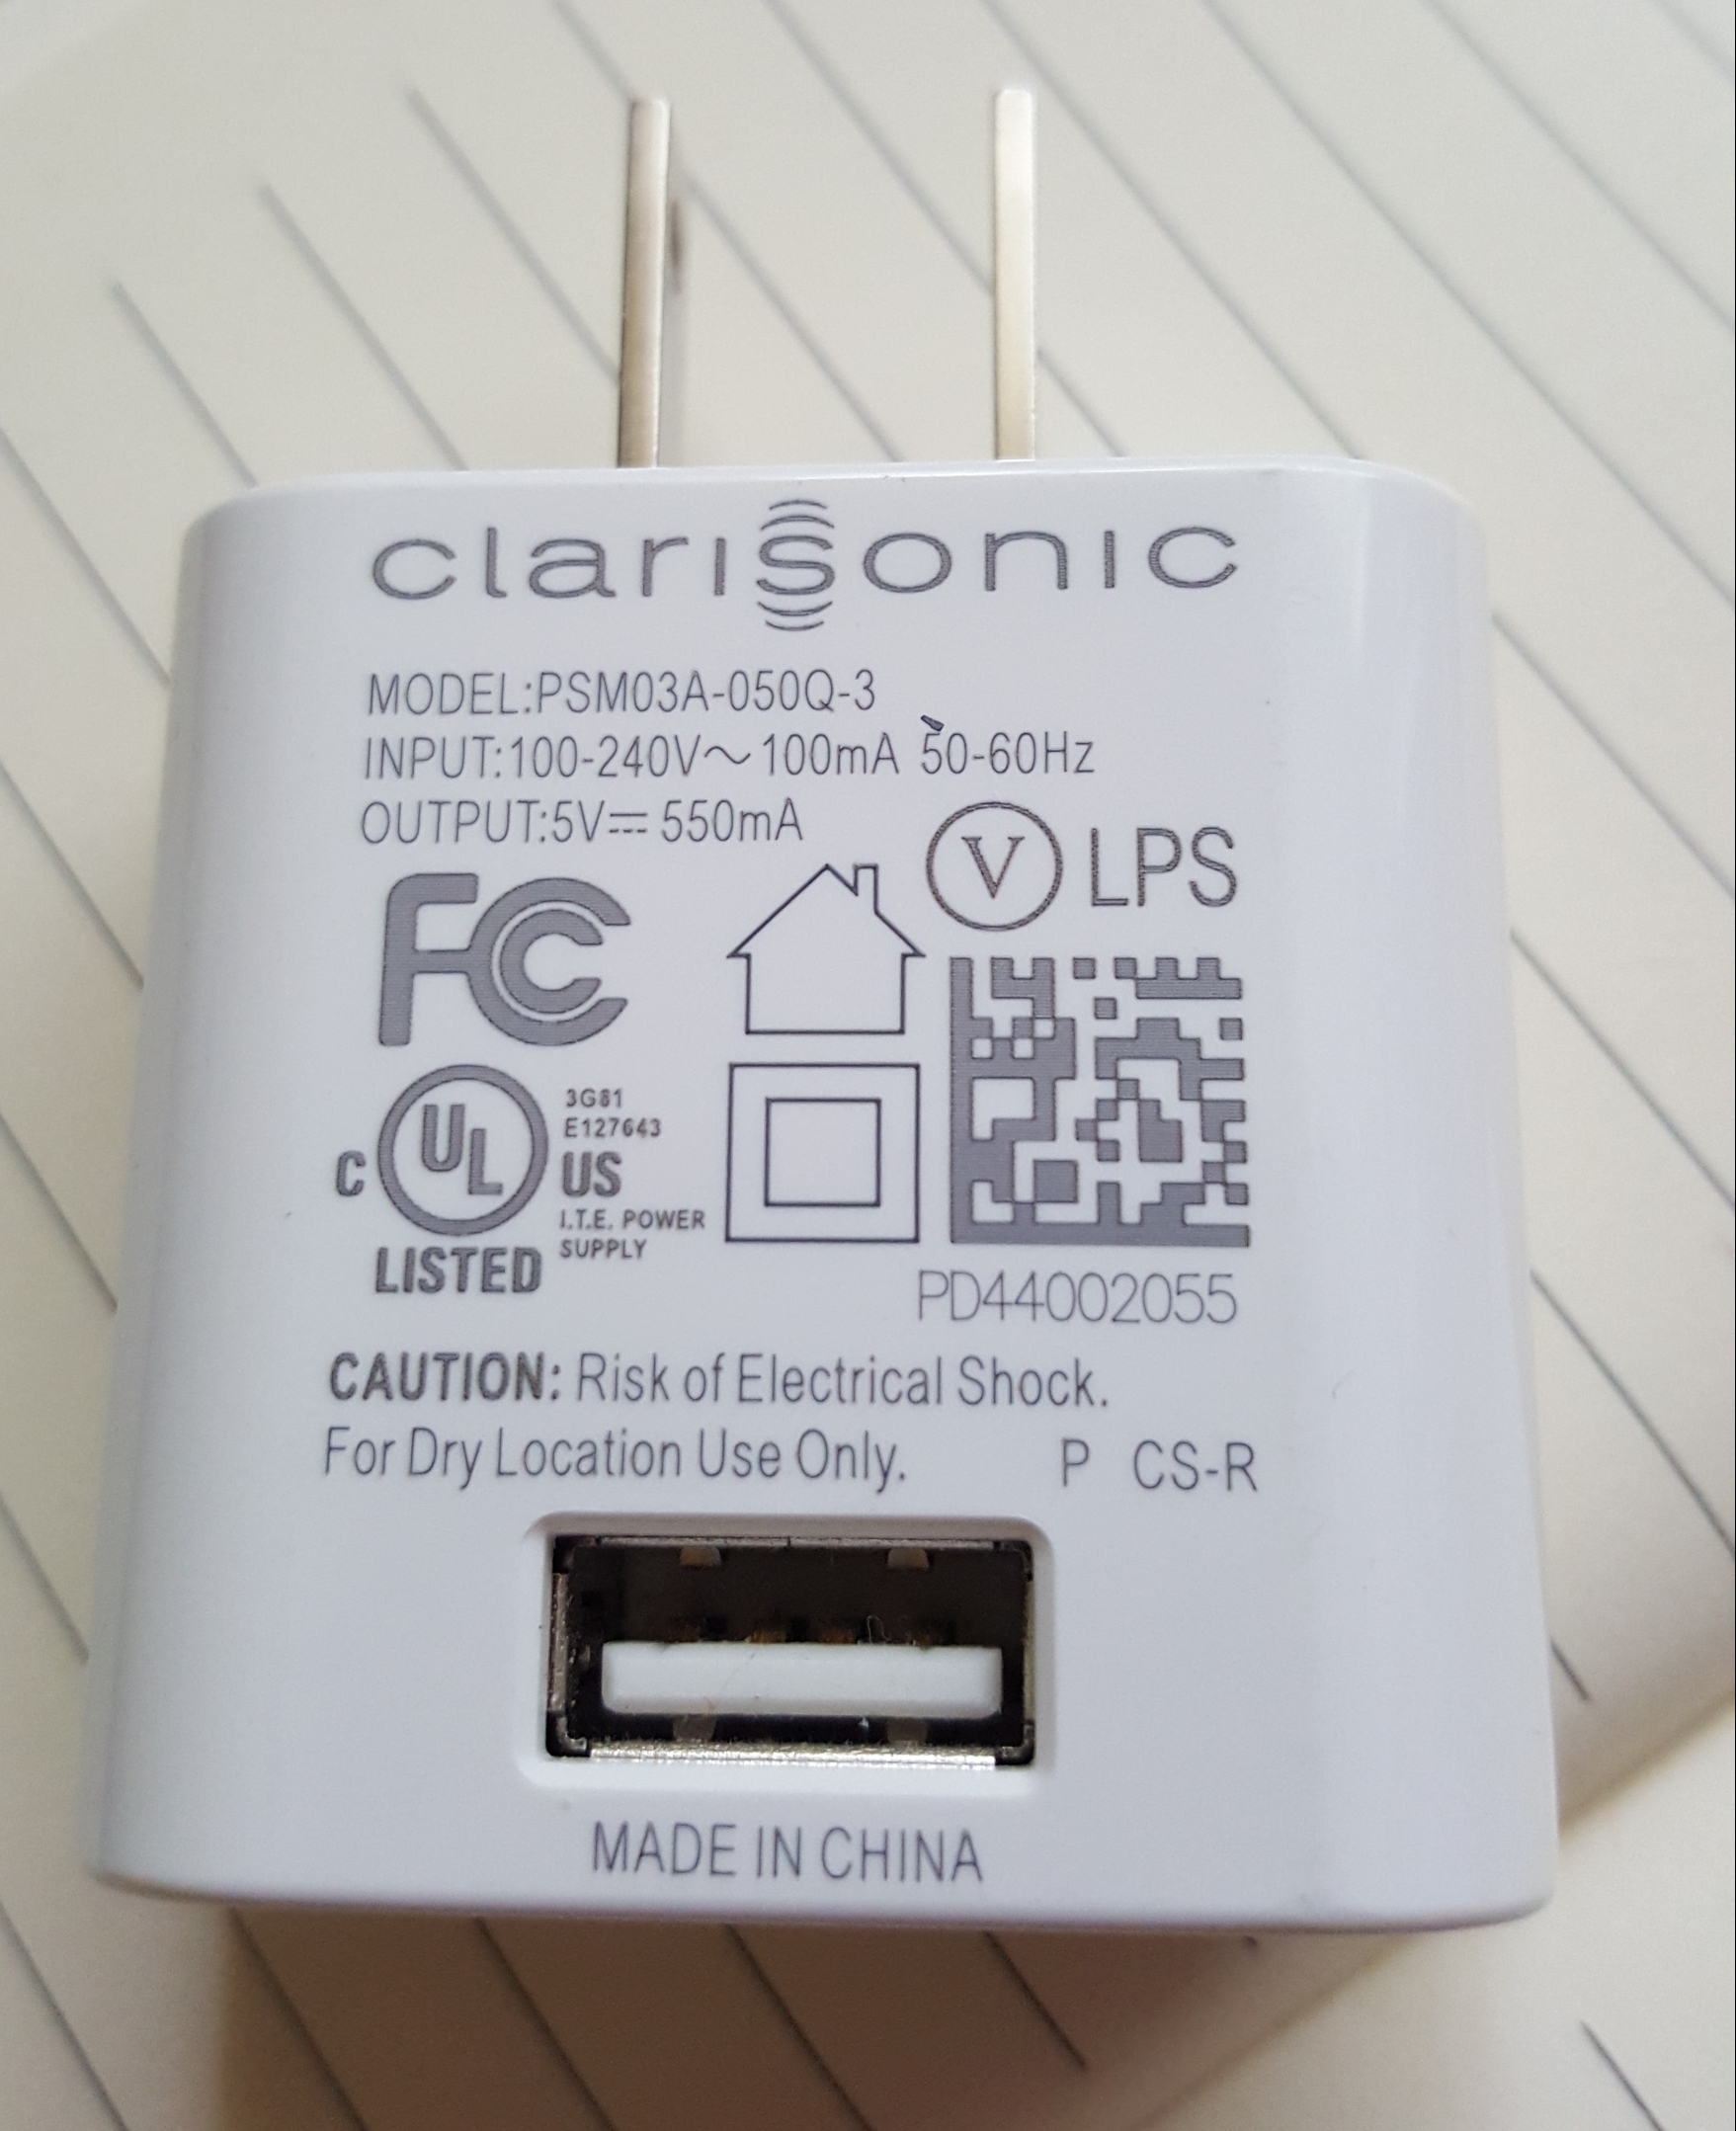 clarisonic
MODEL:PSM03A-050Q-3
INPUT:100-240V~100mA 50-60Hz
OUTPUT:5V⎓550mA
V LPS
FC
3G81
E127643
C UL US
I.T.E. POWER
SUPPLY
LISTED
PD44002055
CAUTION: Risk of Electrical Shock.
For Dry Location Use Only. P CS-R
MADE IN CHINA